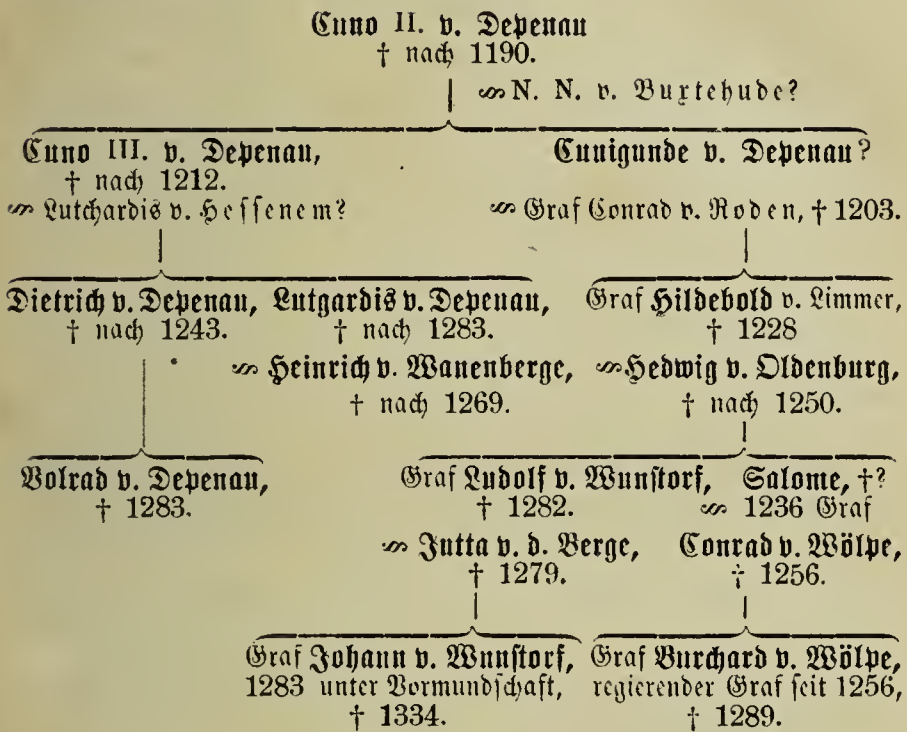 Cuno II. v. Depenau
† nach 1190.
∞ N. N. v. Buxtehude?
Cuno III. v. Depenau,
† nach 1212.
∞ Lutchardis v. Hessenem?
Cunigunde v. Depenau?
∞ Graf Conrad v. Roden, † 1203.
Dietrich v. Depenau,
† nach 1243.
Lutgardis v. Depenau,
† nach 1283.
∞ Heinrich v. Wanenberge,
† nach 1269.
Graf Hildebold v. Limmer,
† 1228
∞ Hedwig v. Oldenburg,
† nach 1250.
Volrad v. Depenau,
† 1283.
Graf Ludolf v. Wunstorf,
† 1282.
∞ Jutta v. d. Berge,
† 1279.
Salome, †?
∞ 1236 Graf
Conrad v. Wölpe,
† 1256.
Graf Johann v. Wunstorf,
1283 unter Vormundschaft,
† 1334.
Graf Burchard v. Wölpe,
regierender Graf seit 1256,
† 1289.